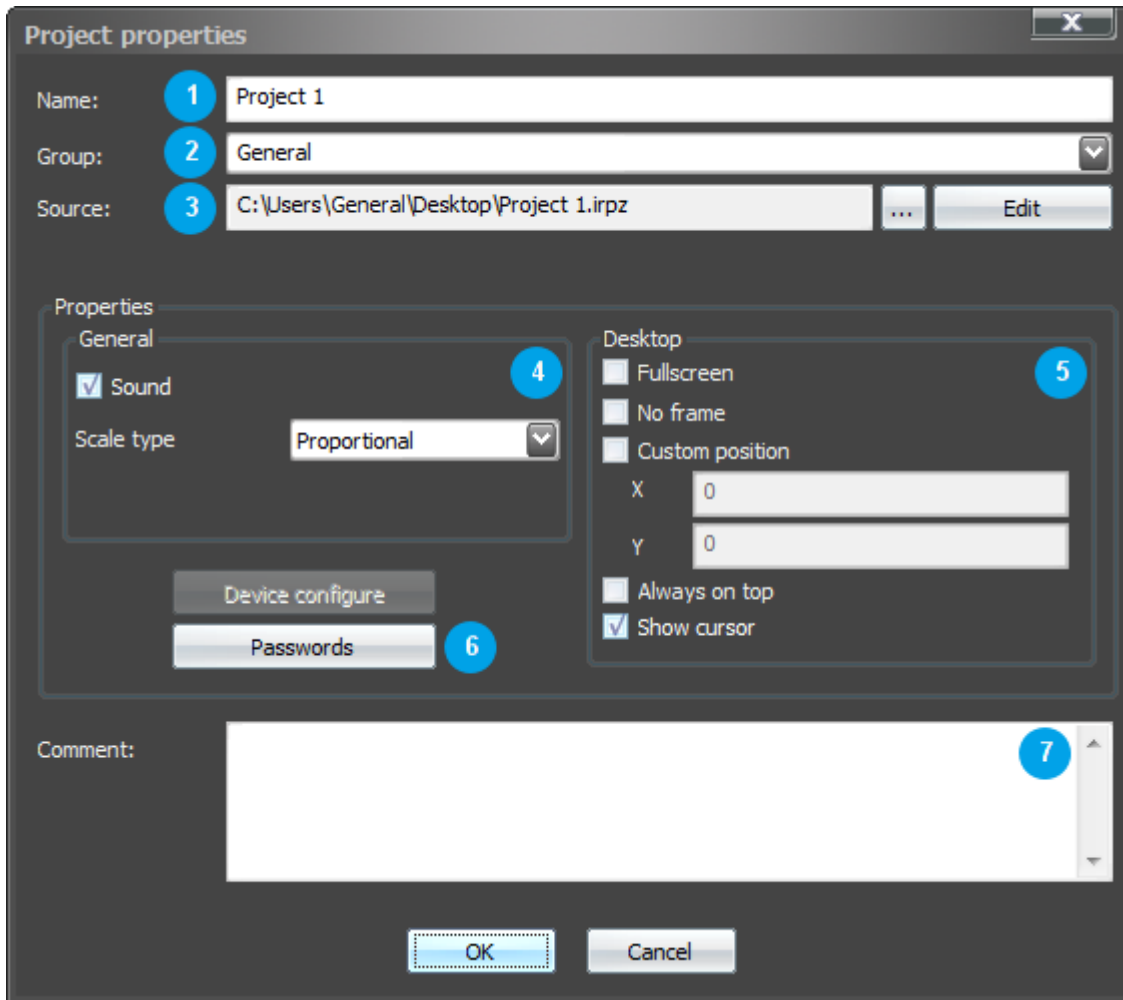 Project properties
X
Name: 1 Project 1
Group: 2 General
Source: 3 C:\Users\General\Desktop\Project 1.irpz ... Edit
Properties
General
4
Sound
Scale type Proportional
Device configure
Passwords 6
Desktop
5
Fullscreen
No frame
Custom position
X 0
Y 0
Always on top
Show cursor
Comment: 7
OK Cancel